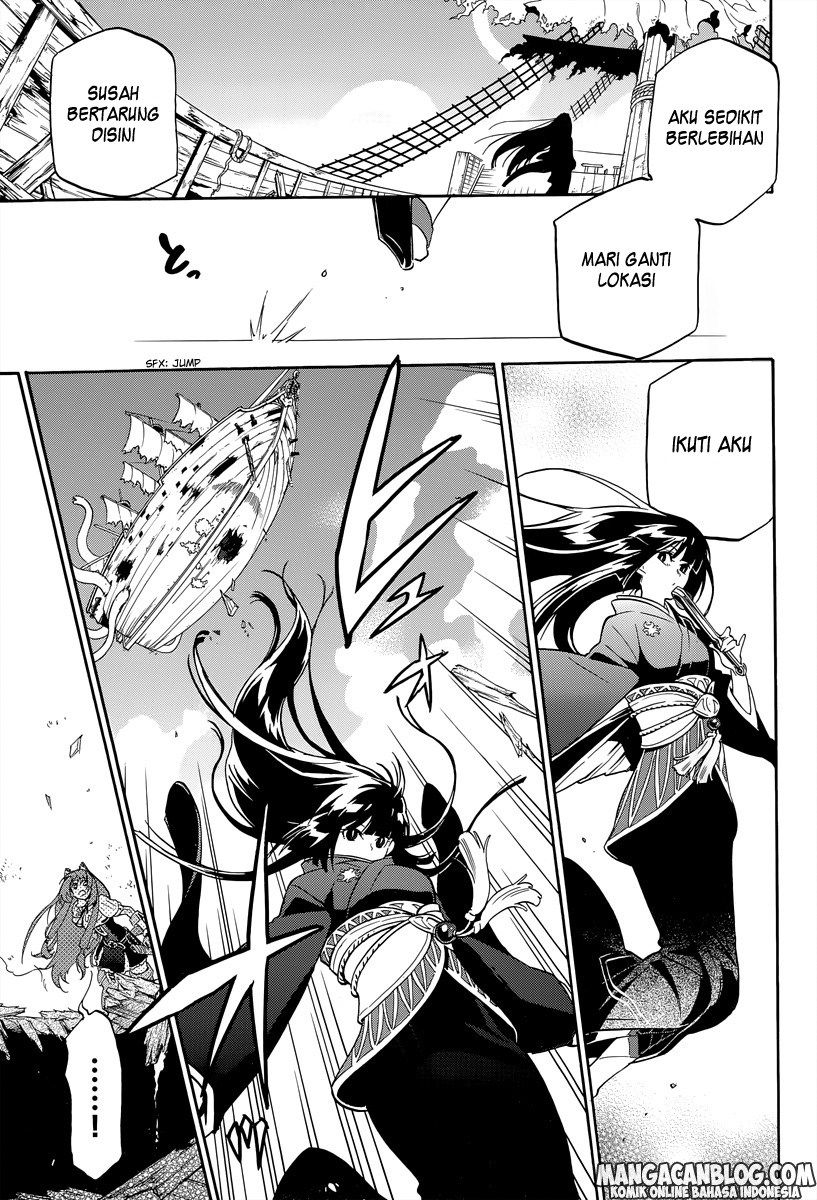 AKU SEDIKIT
BERLEBIHAN
SUSAH
BERTARUNG
DISINI
MARI GANTI
LOKASI
と
SFX: JUMP
IKUTI AKU
......!
MANGACANBLOG.COM
KOMIK ONLINE BAHASA INDONESIA